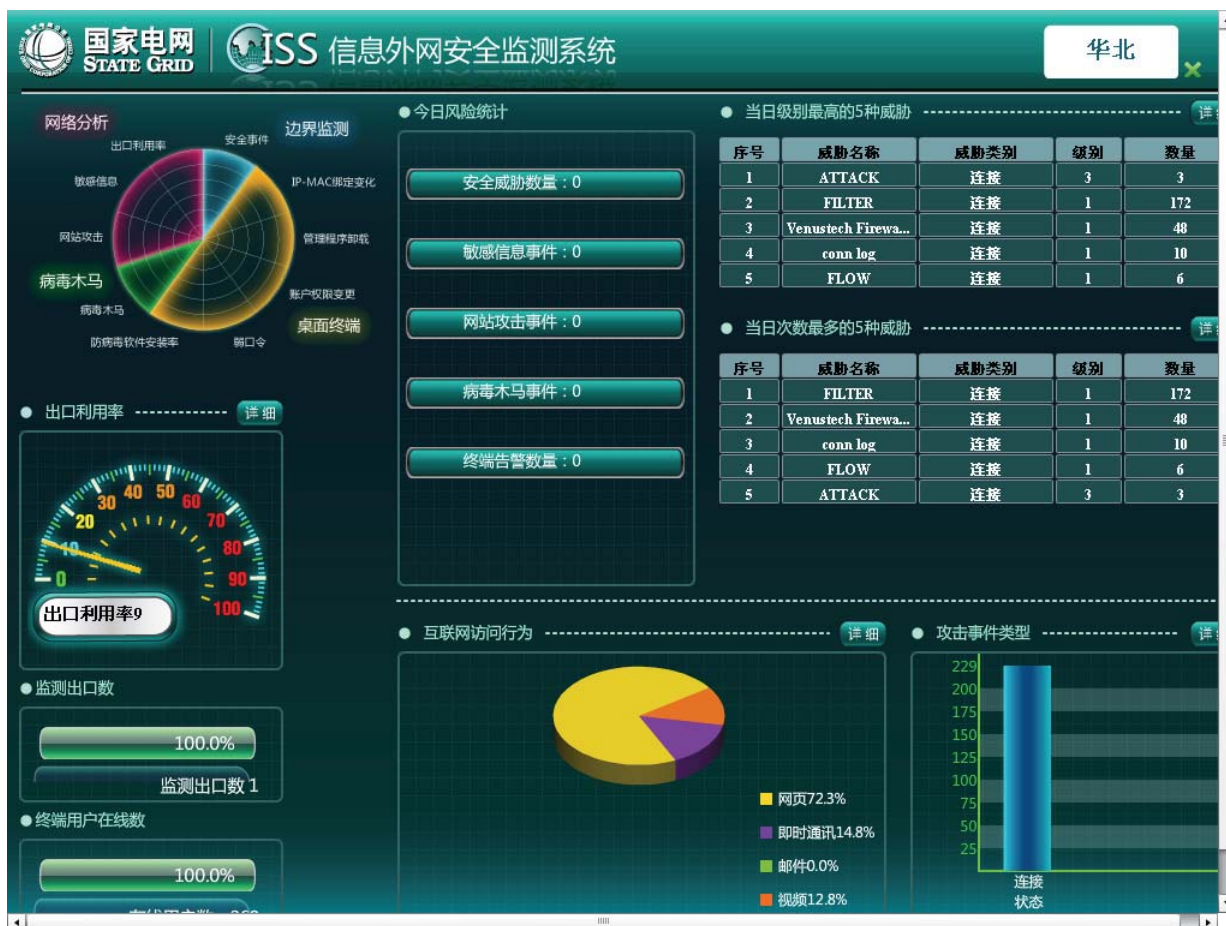 国家电网
STATE GRID
ISS 信息外网安全监测系统
华北
网络分析
边界监测
出口利用率
安全事件
敏感信息
IP-MAC绑定变化
网站攻击
管理程序卸载
病毒木马
账户权限变更
病毒木马
桌面终端
防病毒软件安装率
弱口令
出口利用率
详细
0
10
20
30
40
50
60
70
80
90
100
出口利用率9
监测出口数
100.0%
监测出口数 1
终端用户在线数
100.0%
今日风险统计
安全威胁数量：0
敏感信息事件：0
网站攻击事件：0
病毒木马事件：0
终端告警数量：0
当日级别最高的5种威胁
详
序号 威胁名称 威胁类别 级别 数量
1 ATTACK 连接 3 3
2 FILTER 连接 1 172
3 Venustech Firewa... 连接 1 48
4 conn log 连接 1 10
5 FLOW 连接 1 6
当日次数最多的5种威胁
详
序号 威胁名称 威胁类别 级别 数量
1 FILTER 连接 1 172
2 Venustech Firewa... 连接 1 48
3 conn log 连接 1 10
4 FLOW 连接 1 6
5 ATTACK 连接 3 3
互联网访问行为
详细
网页72.3%
即时通讯14.8%
邮件0.0%
视频12.8%
攻击事件类型
详
229
200
175
150
125
100
75
50
25
连接
状态